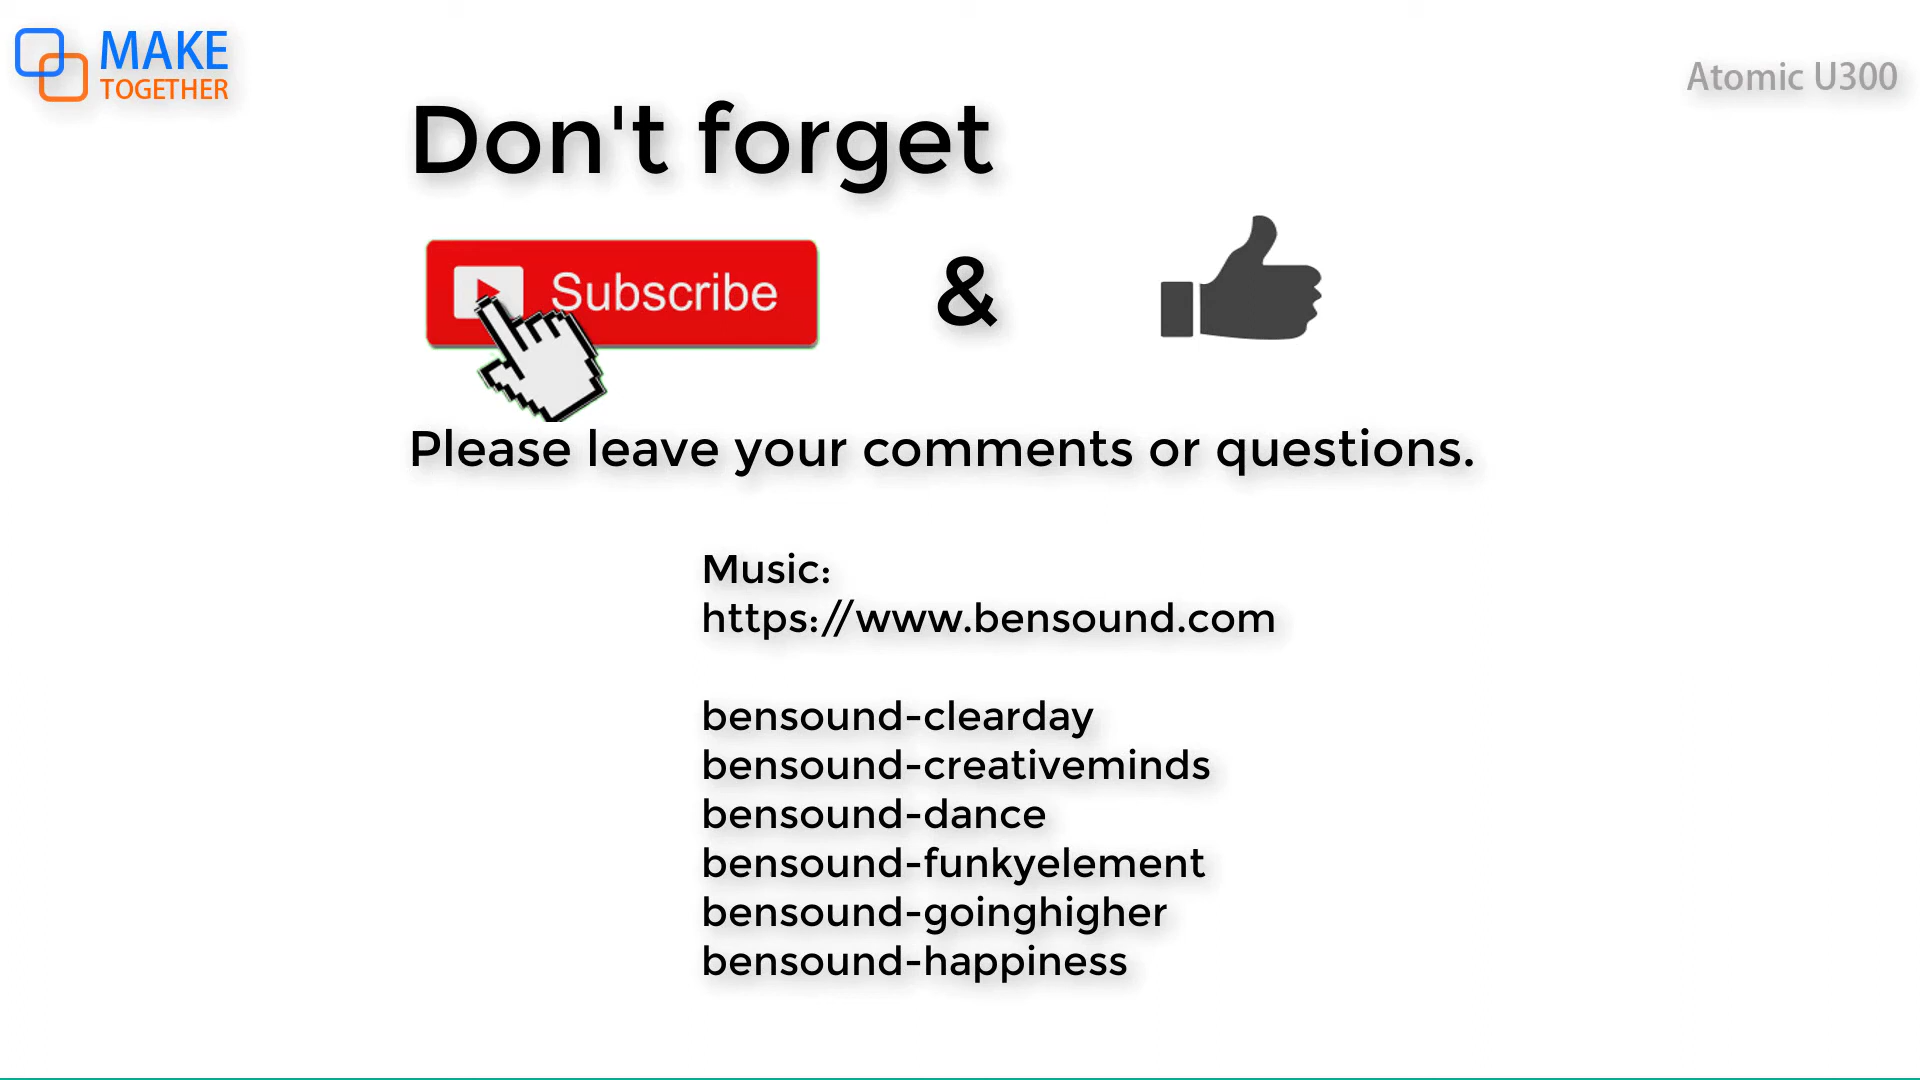 MAKE
TOGETHER
Atomic U300
Don't forget
Subscribe
&
Please leave your comments or questions.
Music:
https://www.bensound.com
bensound-clearday
bensound-creativeminds
bensound-dance
bensound-funkyelement
bensound-goinghigher
bensound-happiness